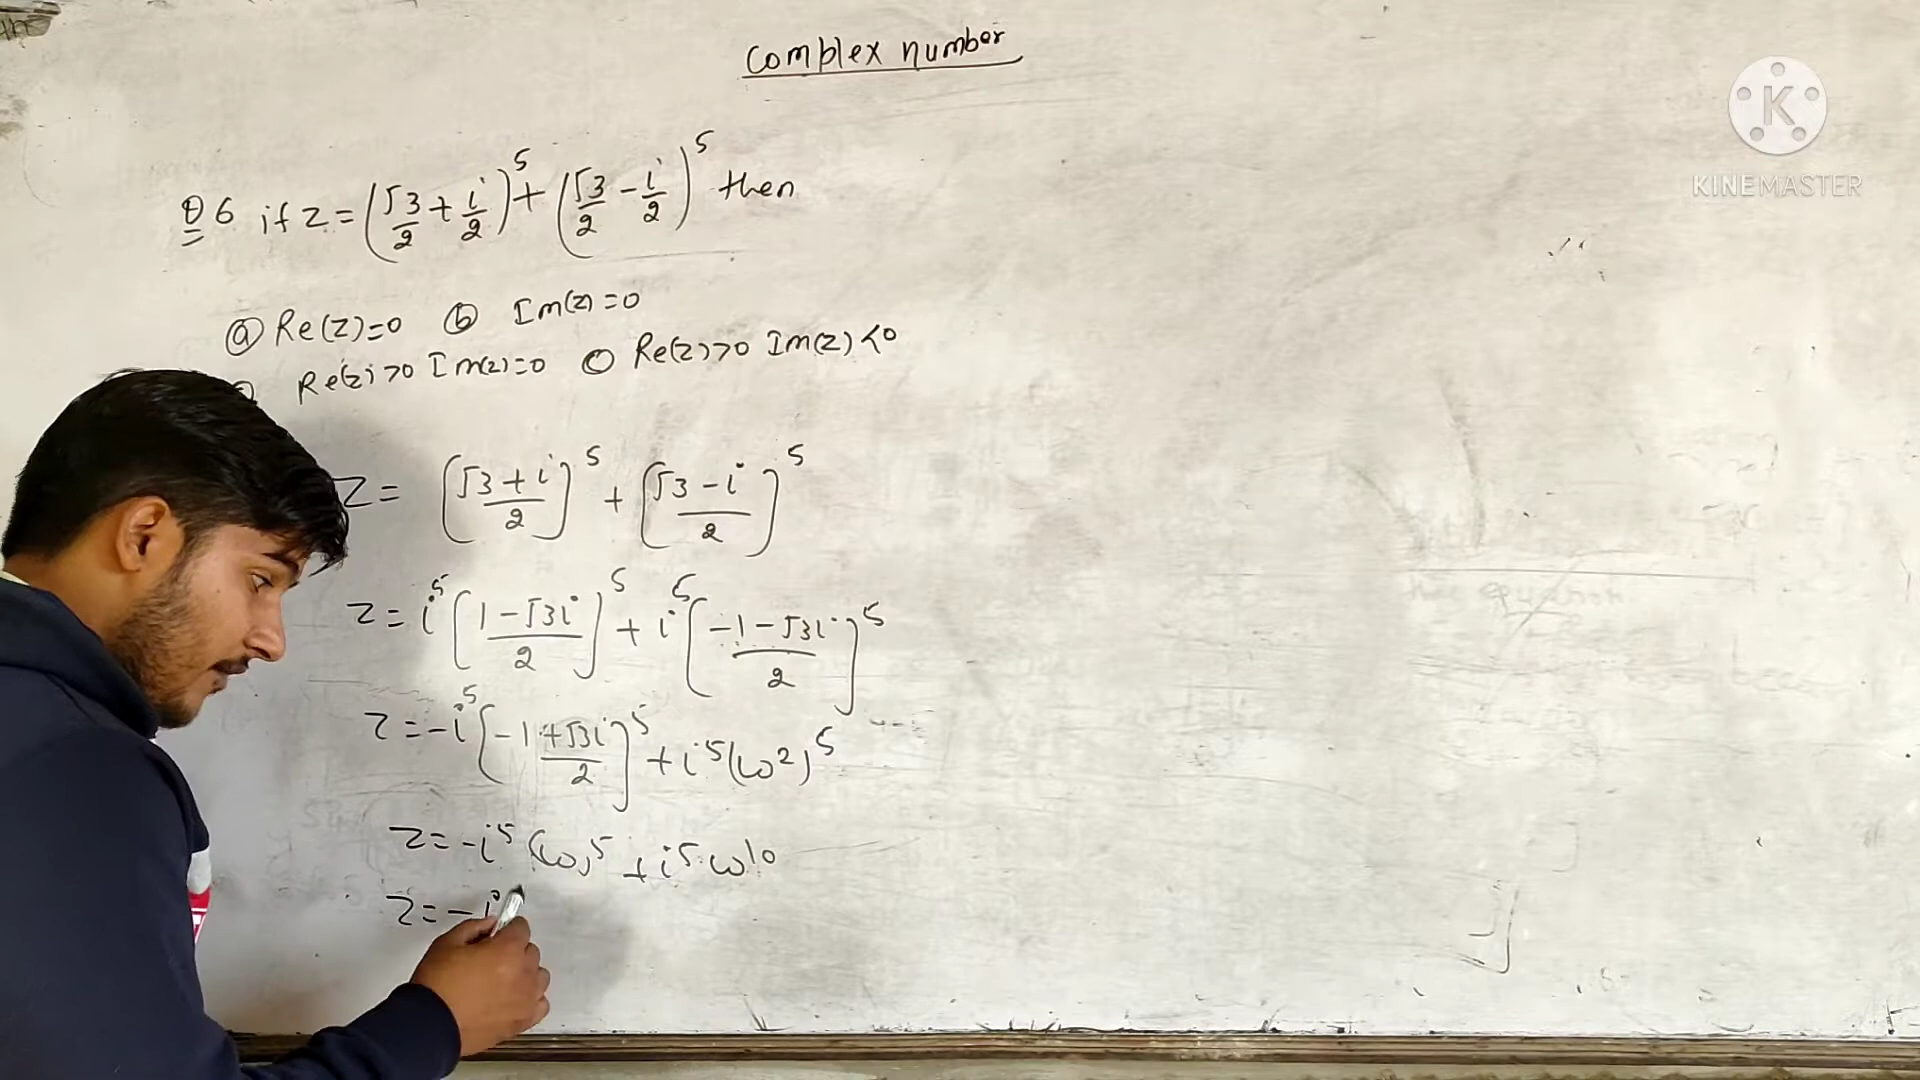 Complex number
KINEMASTER
Q 6 if z = (√3/2 + i/2)^5 + (√3/2 - i/2)^5 then
(a) Re(z)=0 (b) Im(z)=0
Re(z)>0 Im(z)=0 (c) Re(z)>0 Im(z)<0
z = ((√3+i)/2)^5 + ((√3-i)/2)^5
z = i^5 ((1-√3i)/2)^5 + i^5 ((-1-√3i)/2)^5
z = -i^5 ((-1+√3i)/2)^5 + i^5(ω^2)^5
z = -i^5 (ω)^5 + i^5·ω^10
z = -i